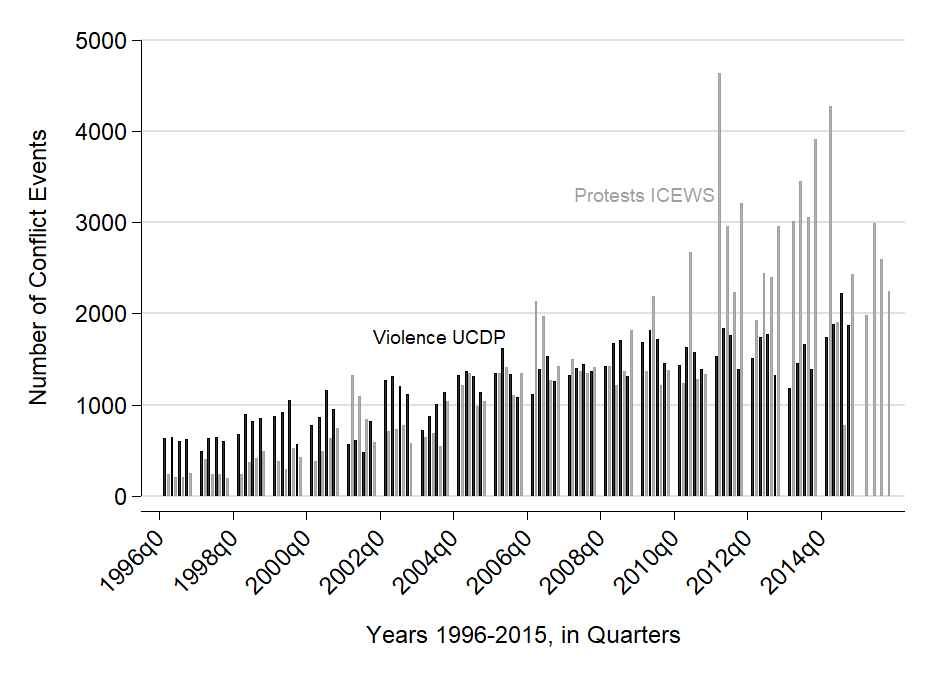 5000
4000
3000
2000
1000
0
Number of Conflict Events
Protests ICEWS
Violence UCDP
1996q0
1998q0
2000q0
2002q0
2004q0
2006q0
2008q0
2010q0
2012q0
2014q0
Years 1996-2015, in Quarters